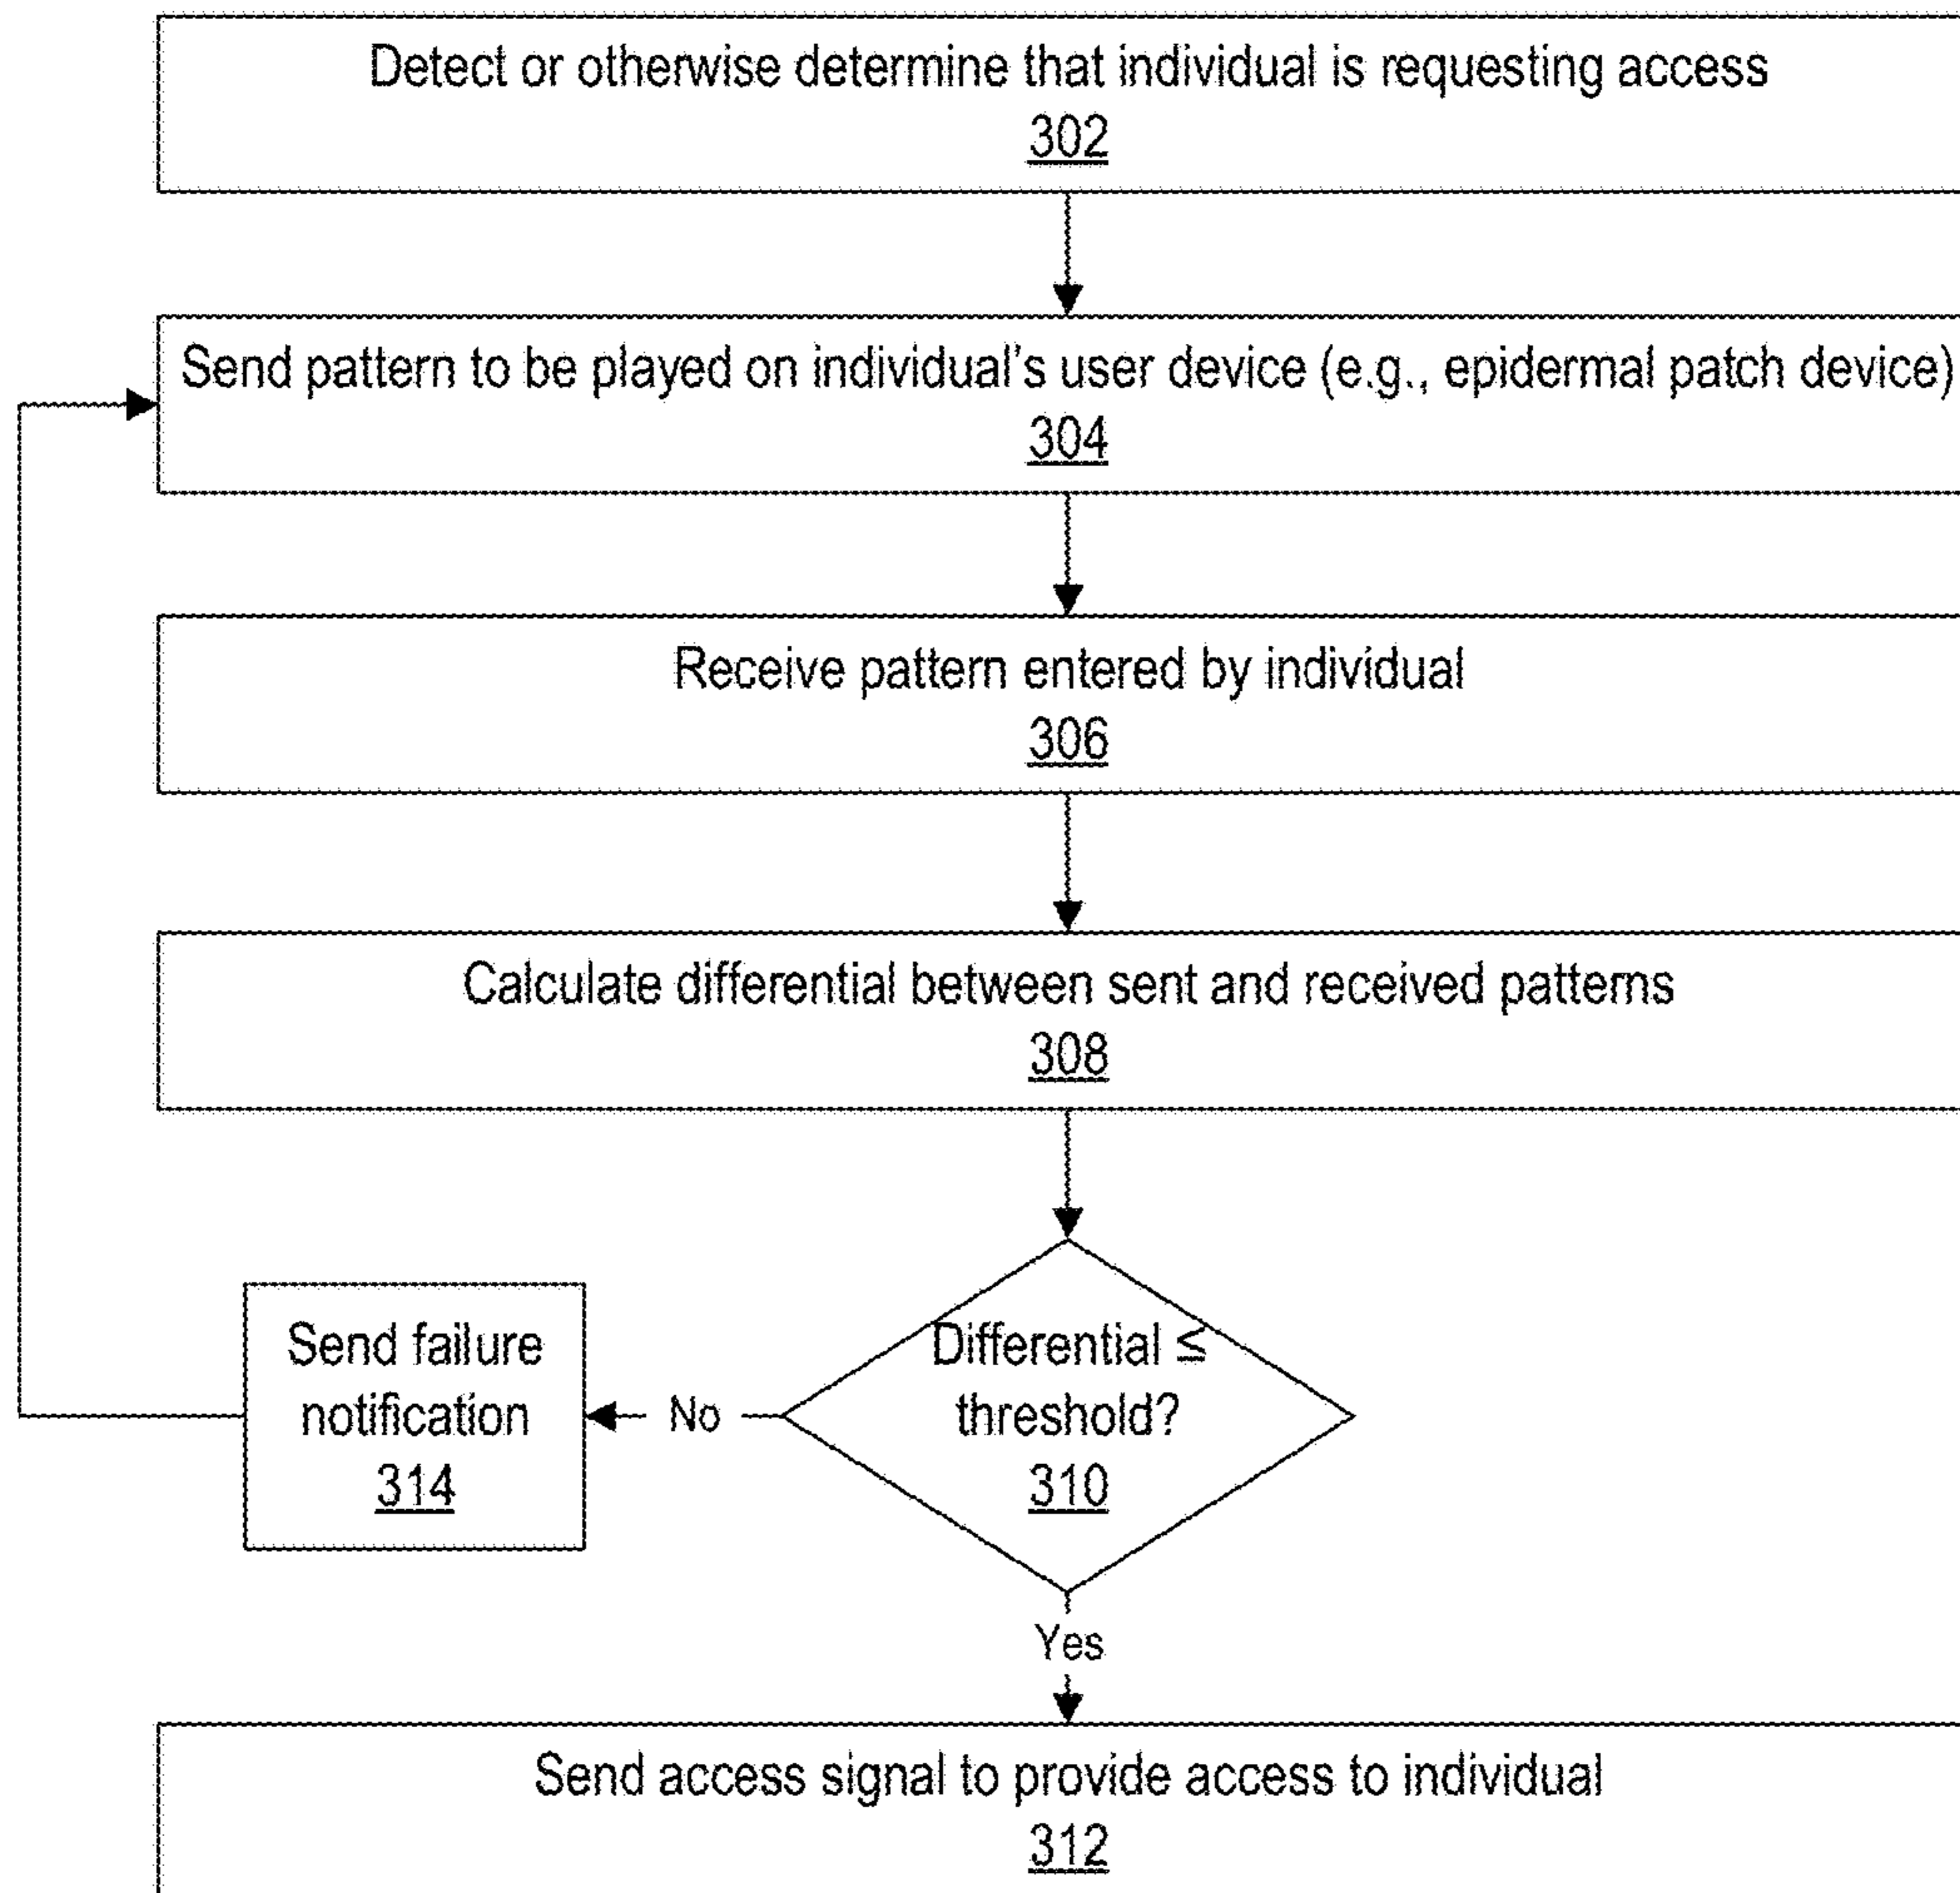 Detect or otherwise determine that individual is requesting access
302
Send pattern to be played on individual's user device (e.g., epidermal patch device)
304
Receive pattern entered by individual
306
Calculate differential between sent and received patterns
308
Differential ≤
threshold?
310
No
Send failure
notification
314
Yes
Send access signal to provide access to individual
312